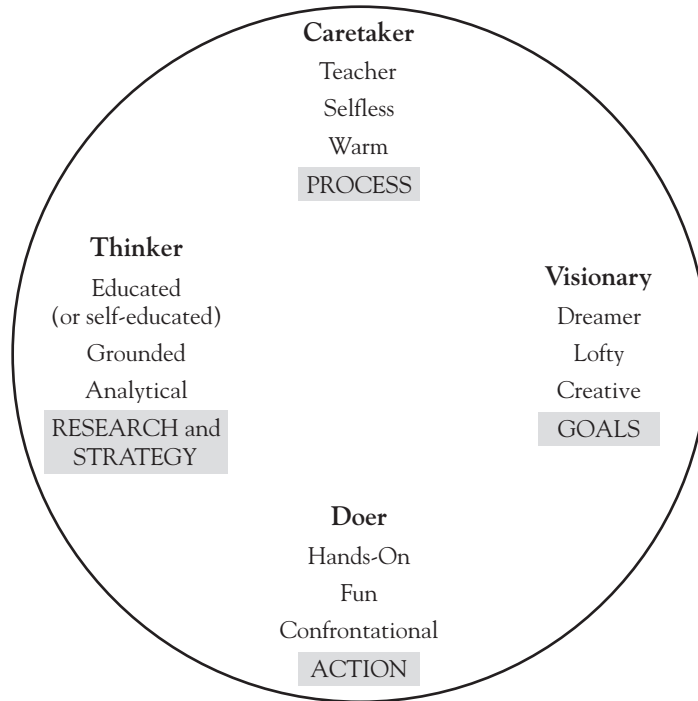 Caretaker
Teacher
Selfless
Warm
PROCESS
Thinker
Educated
(or self-educated)
Grounded
Analytical
RESEARCH and
STRATEGY
Visionary
Dreamer
Lofty
Creative
GOALS
Doer
Hands-On
Fun
Confrontational
ACTION